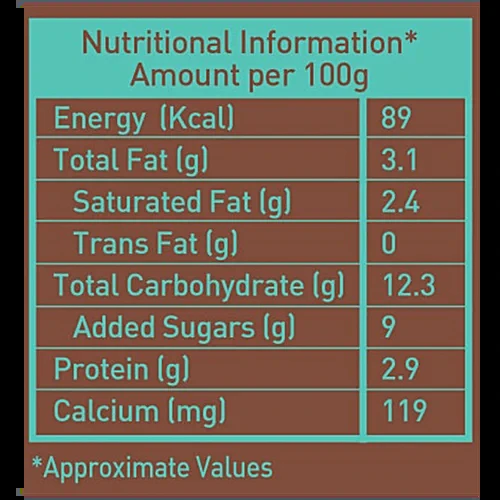 Nutritional Information*
Amount per 100g
Energy (Kcal) 89
Total Fat (g) 3.1
Saturated Fat (g) 2.4
Trans Fat (g) 0
Total Carbohydrate (g) 12.3
Added Sugars (g) 9
Protein (g) 2.9
Calcium (mg) 119
*Approximate Values